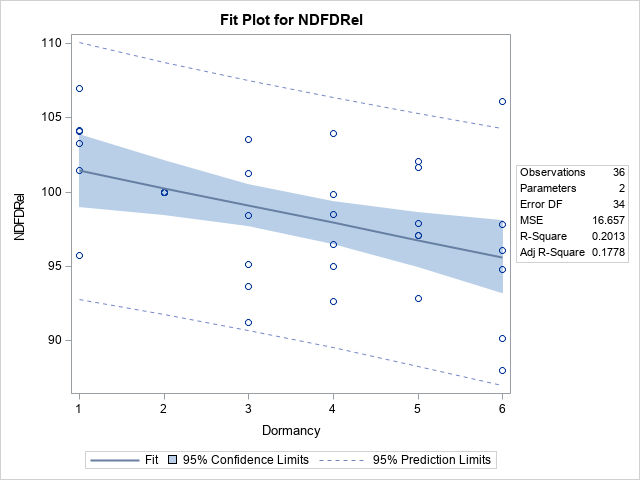 Fit Plot for NDFDRel
110
105
100
95
90
NDFDRel
1 2 3 4 5 6
Dormancy
Observations 36
Parameters 2
Error DF 34
MSE 16.657
R-Square 0.2013
Adj R-Square 0.1778
Fit 95% Confidence Limits 95% Prediction Limits